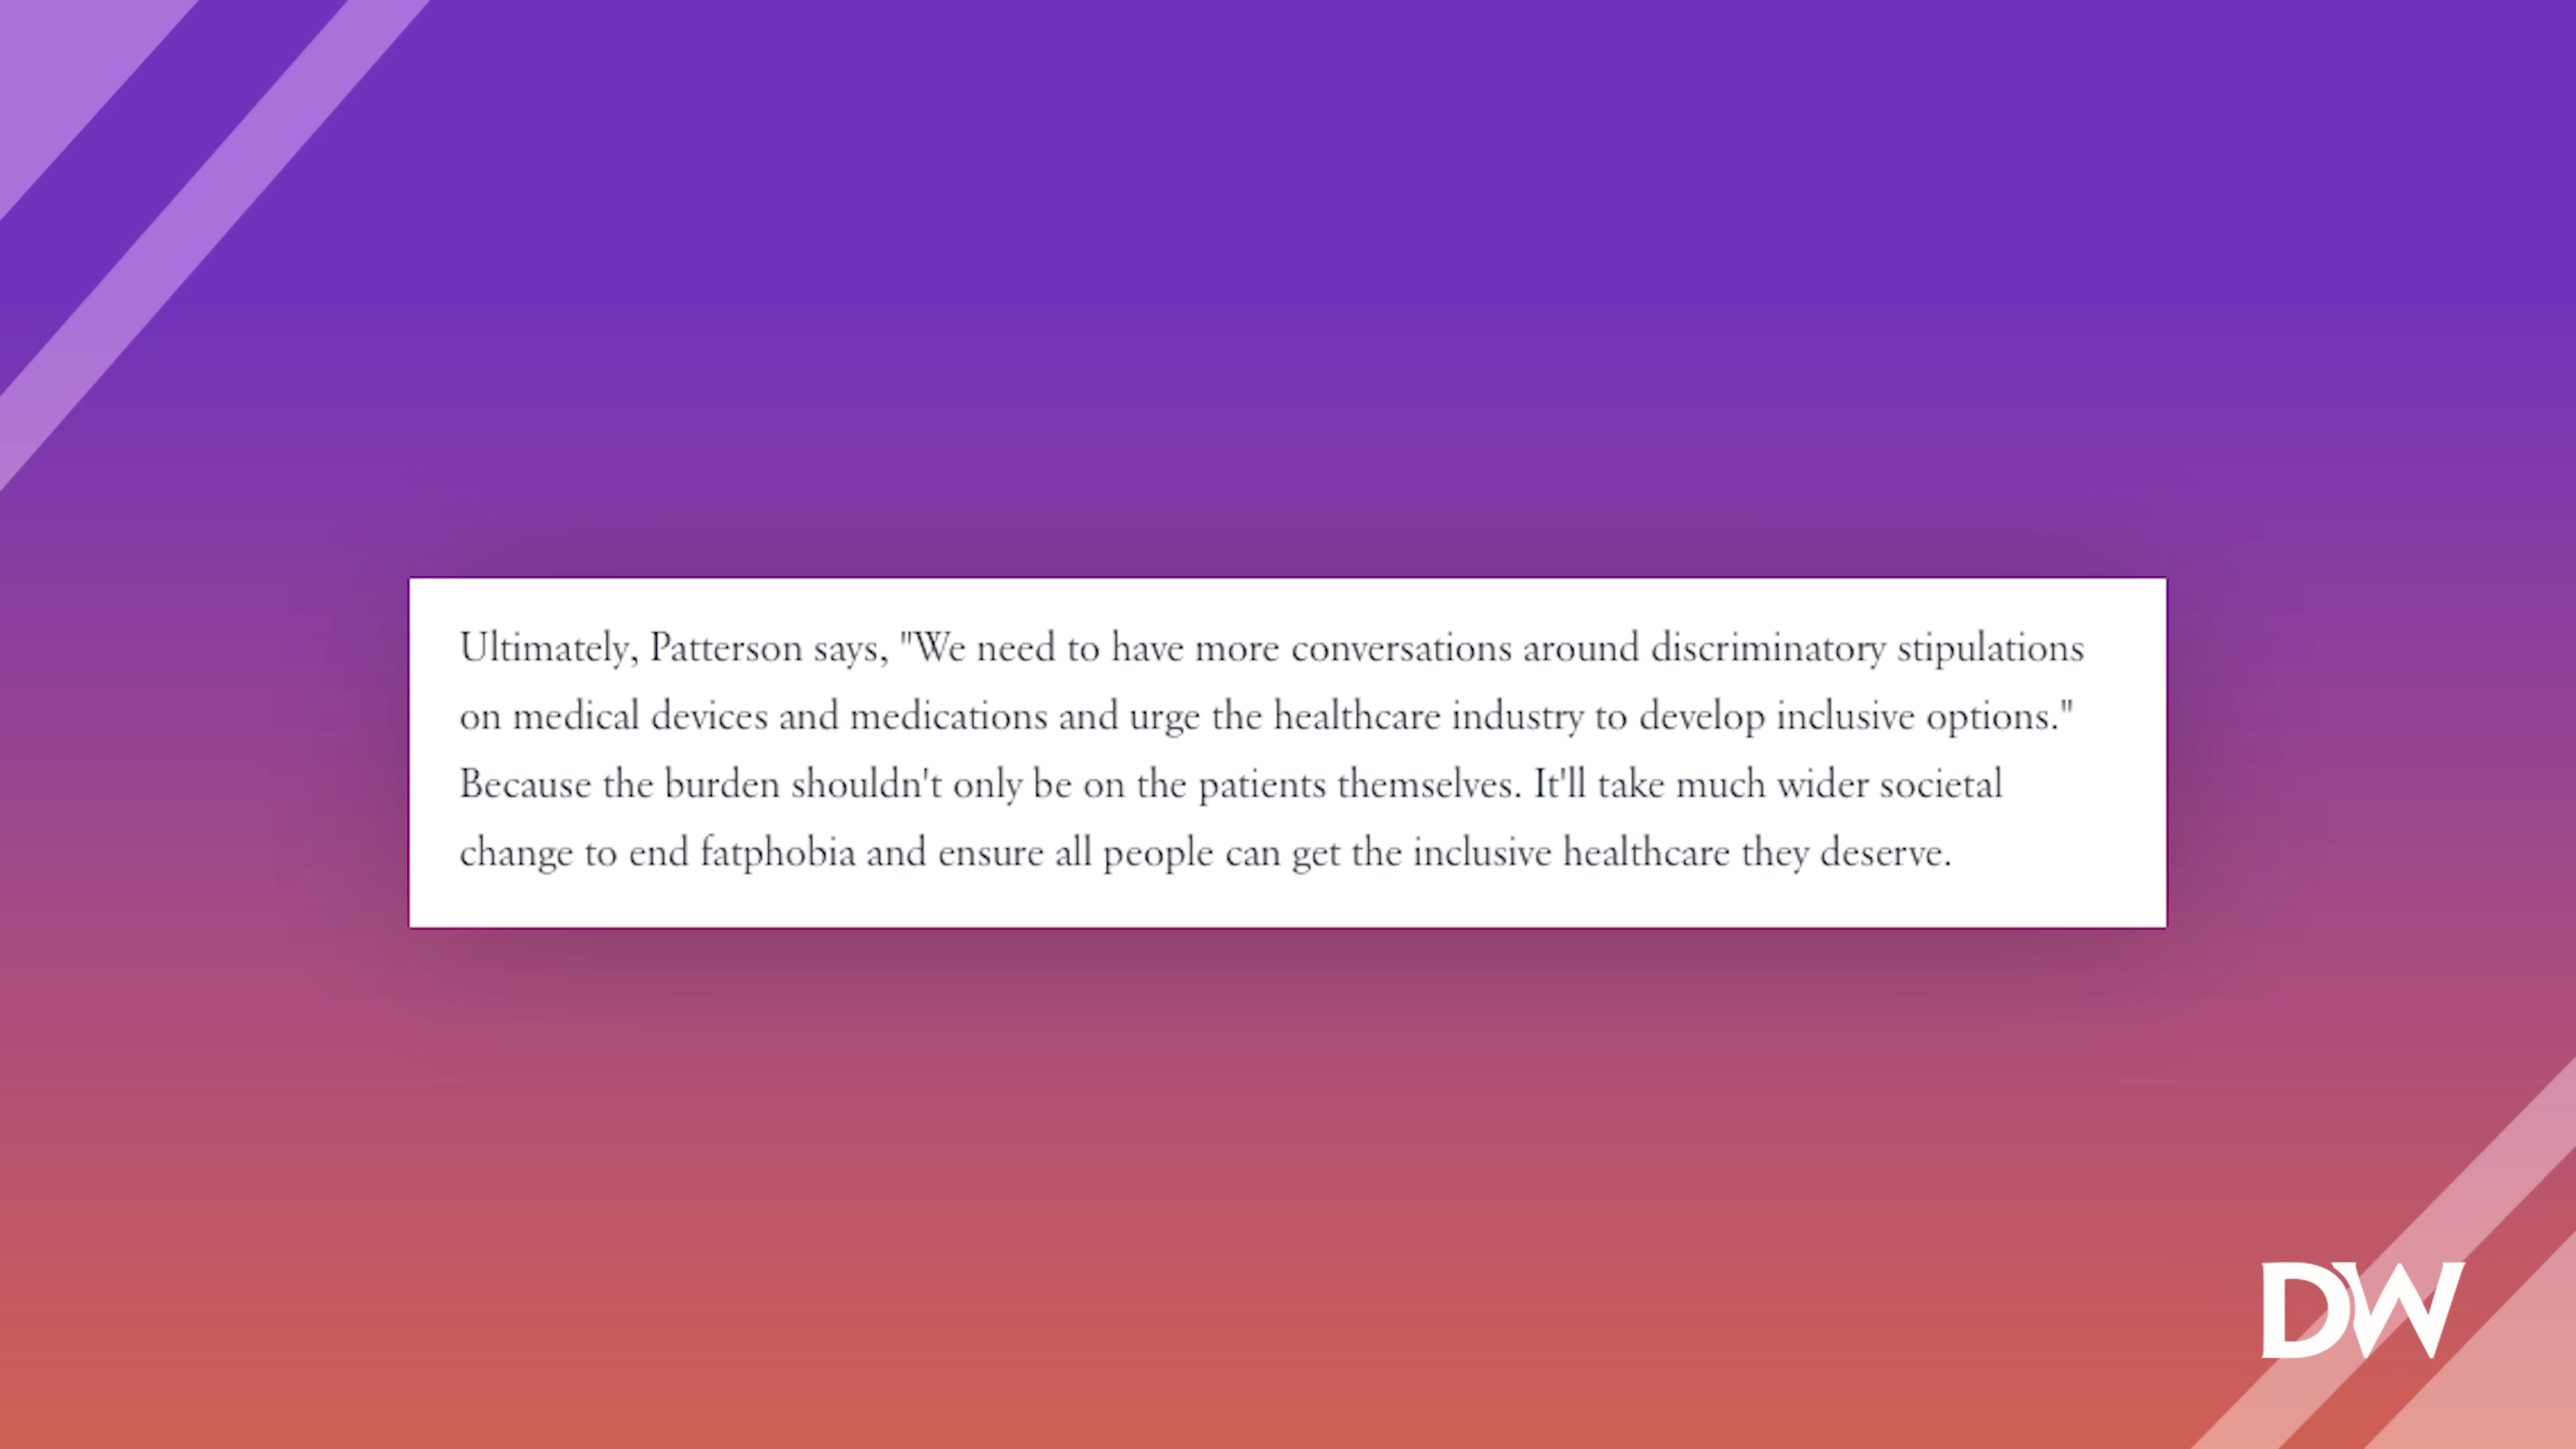 Ultimately, Patterson says, "We need to have more conversations around discriminatory stipulations
on medical devices and medications and urge the healthcare industry to develop inclusive options."
Because the burden shouldn't only be on the patients themselves. It'll take much wider societal
change to end fatphobia and ensure all people can get the inclusive healthcare they deserve.
DW